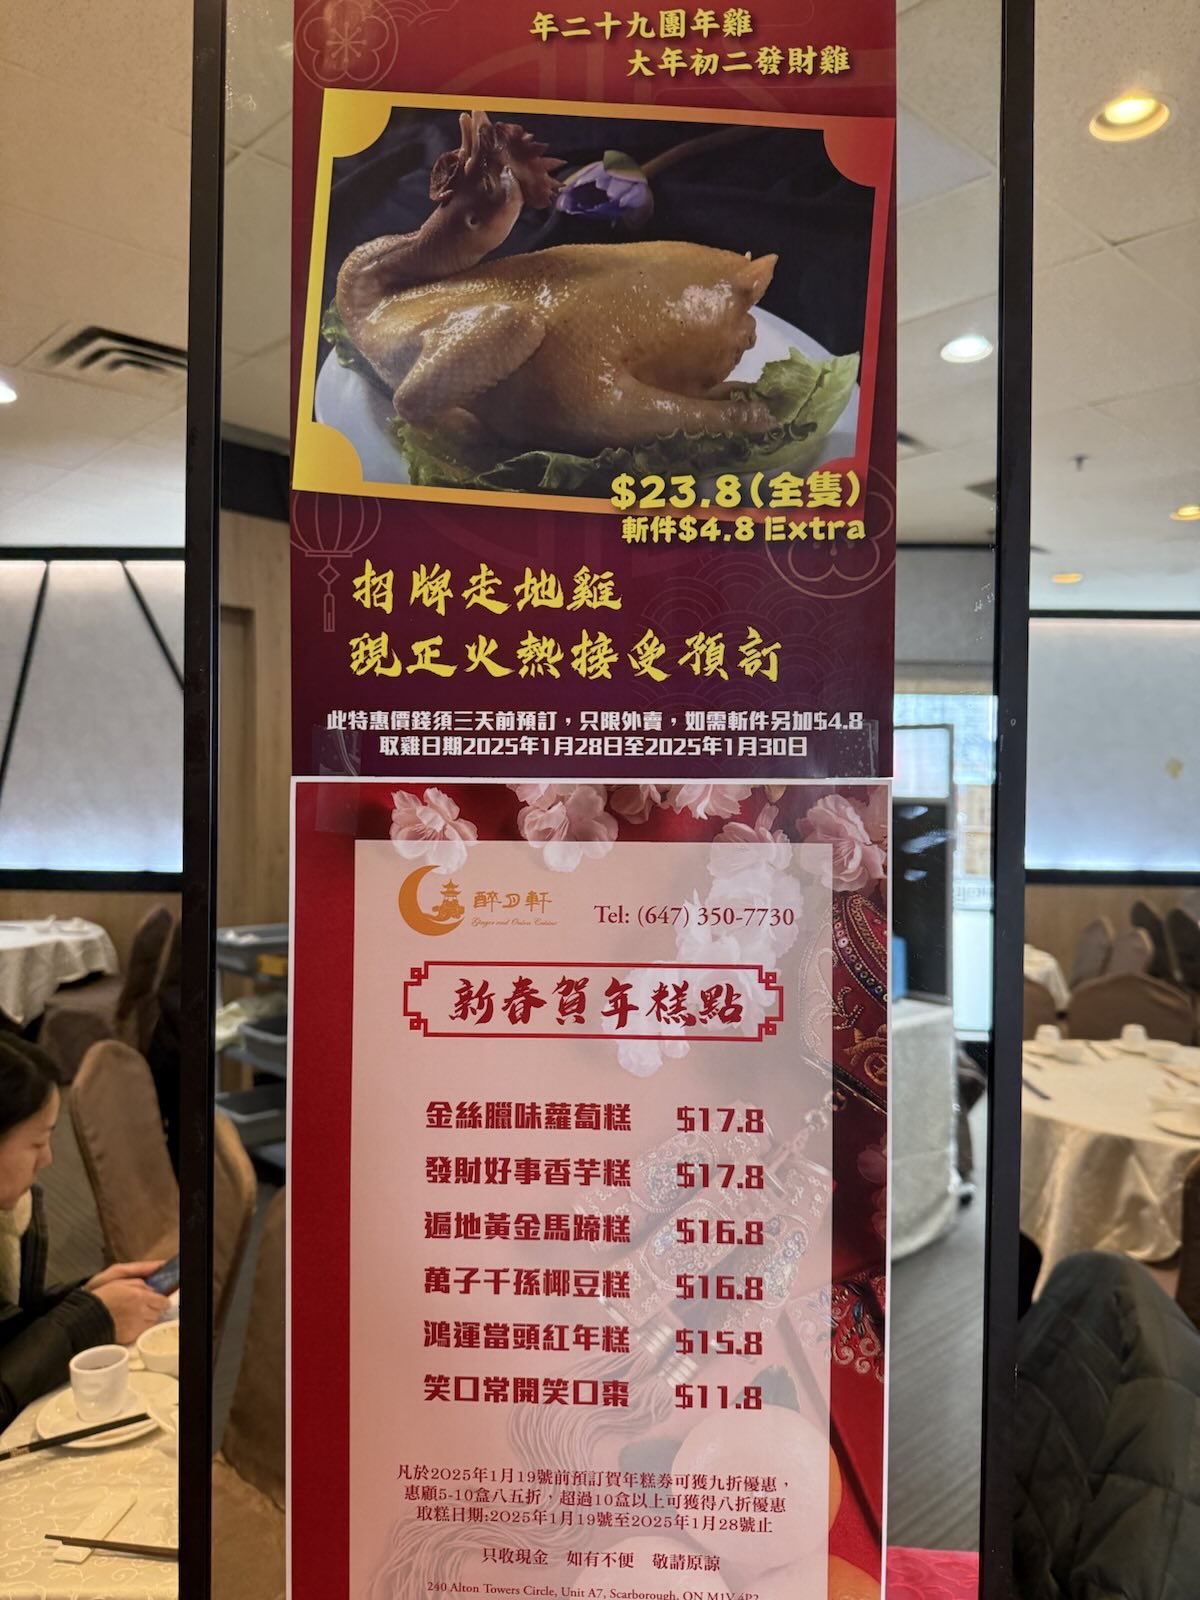 年二十九團年雞
大年初二發財雞
$23.8(全隻)
斬件$4.8 Extra
招牌走地雞
現正火熱接受預訂
此特惠價錢須三天前預訂，只限外賣，如需斬件另加$4.8
取雞日期2025年1月28日至2025年1月30日
醉月軒
Ginger and Onion Cuisine
Tel: (647) 350-7730
新春賀年糕點
金絲臘味蘿蔔糕 $17.8
發財好事香芋糕 $17.8
遍地黃金馬蹄糕 $16.8
萬子千孫椰豆糕 $16.8
鴻運當頭紅年糕 $15.8
笑口常開笑口棗 $11.8
凡於2025年1月19號前預訂賀年糕券可獲九折優惠，
惠顧5-10盒八五折，超過10盒以上可獲得八折優惠
取糕日期:2025年1月19號至2025年1月28號止
只收現金 如有不便 敬請原諒
240 Alton Towers Circle, Unit A7, Scarborough, ON M1V 4P2